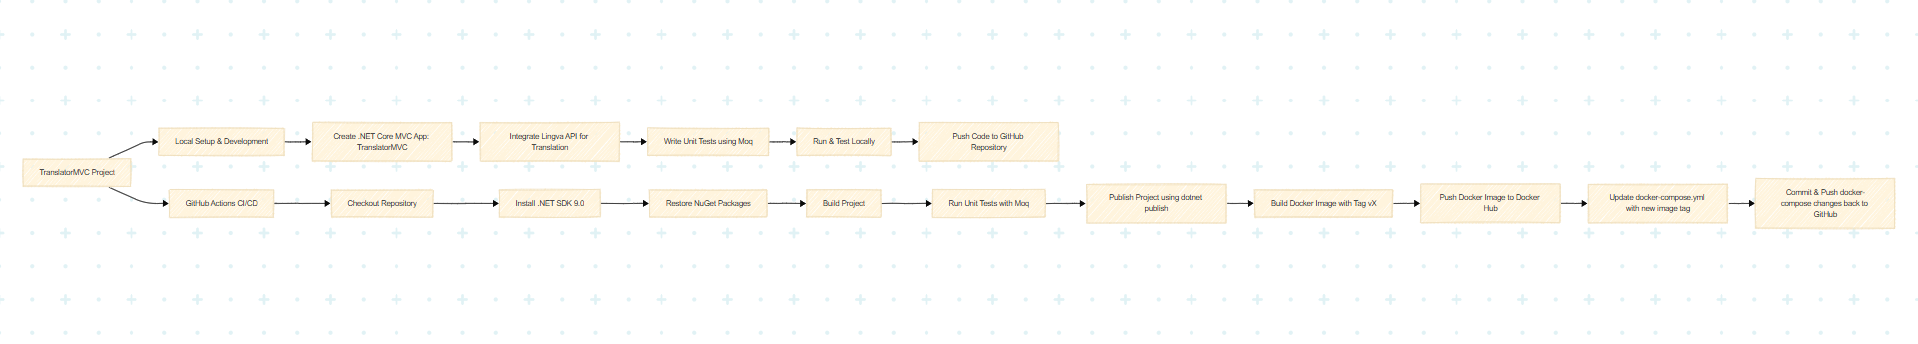 TranslatorMVC Project
Local Setup & Development
Create .NET Core MVC App:
TranslatorMVC
Integrate Lingva API for
Translation
Write Unit Tests using Moq
Run & Test Locally
Push Code to GitHub
Repository
GitHub Actions CI/CD
Checkout Repository
Install .NET SDK 9.0
Restore NuGet Packages
Build Project
Run Unit Tests with Moq
Publish Project using dotnet
publish
Build Docker Image with Tag vX
Push Docker Image to Docker
Hub
Update docker-compose.yml
with new image tag
Commit & Push docker-
compose changes back to
GitHub